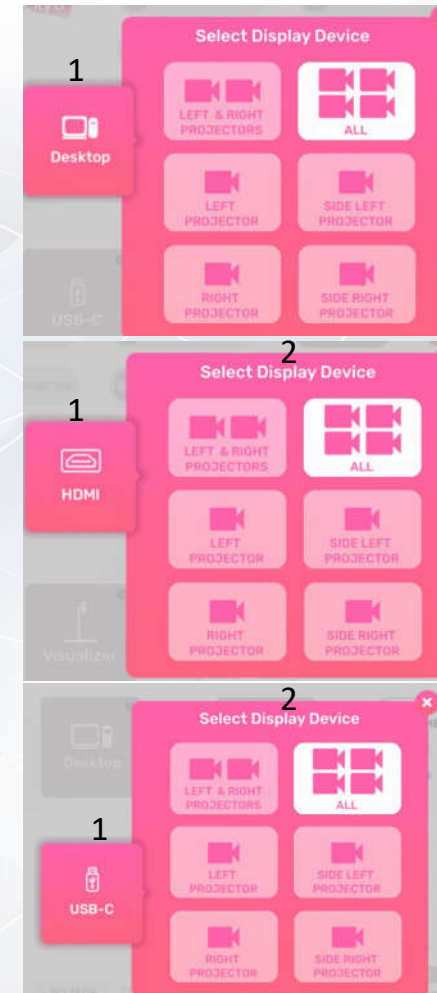 Select Display Device
1
LEFT & RIGHT
PROJECTORS
ALL
Desktop
LEFT
PROJECTOR
SIDE LEFT
PROJECTOR
USB-C
RIGHT
PROJECTOR
SIDE RIGHT
PROJECTOR
2
Select Display Device
1
LEFT & RIGHT
PROJECTORS
ALL
HDMI
LEFT
PROJECTOR
SIDE LEFT
PROJECTOR
Visualizer
RIGHT
PROJECTOR
SIDE RIGHT
PROJECTOR
2
Select Display Device
Desktop
LEFT & RIGHT
PROJECTORS
ALL
1
LEFT
PROJECTOR
SIDE LEFT
PROJECTOR
USB-C
RIGHT
PROJECTOR
SIDE RIGHT
PROJECTOR